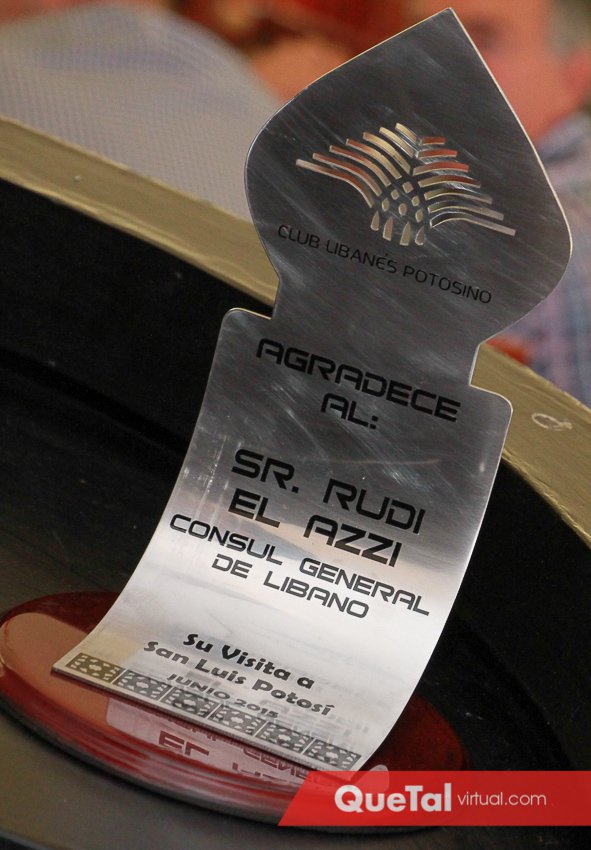 CLUB LIBANÉS POTOSINO
AGRADECE
AL:
SR. RUDI
EL AZZI
CONSUL GENERAL
DE LIBANO
Su Visita a
San Luis Potosí
JUNIO 2015
QueTal virtual.com